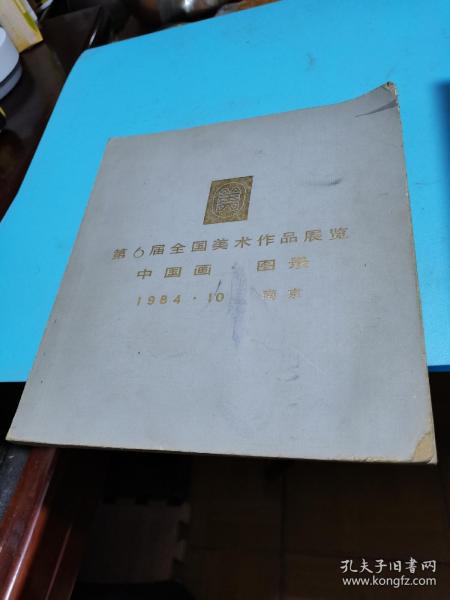 第6届全国美术作品展览
中国画 图录
1984·10 南京
孔夫子旧书网
www.kongfz.com